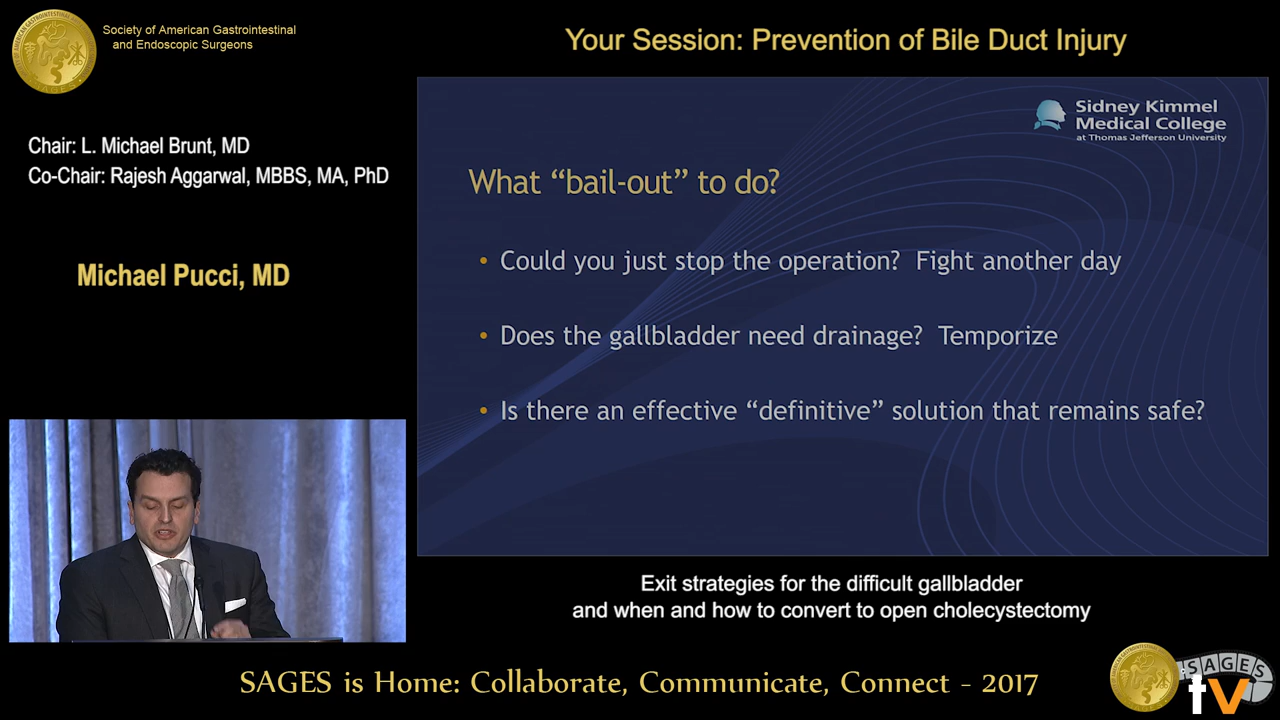 Society of American Gastrointestinal
and Endoscopic Surgeons
Your Session: Prevention of Bile Duct Injury
Chair: L. Michael Brunt, MD
Co-Chair: Rajesh Aggarwal, MBBS, MA, PhD
Michael Pucci, MD
Sidney Kimmel
Medical College
at Thomas Jefferson University
What “bail-out” to do?
• Could you just stop the operation?  Fight another day
• Does the gallbladder need drainage?  Temporize
• Is there an effective “definitive” solution that remains safe?
Exit strategies for the difficult gallbladder
and when and how to convert to open cholecystectomy
SAGES is Home: Collaborate, Communicate, Connect - 2017
SAGES
tv